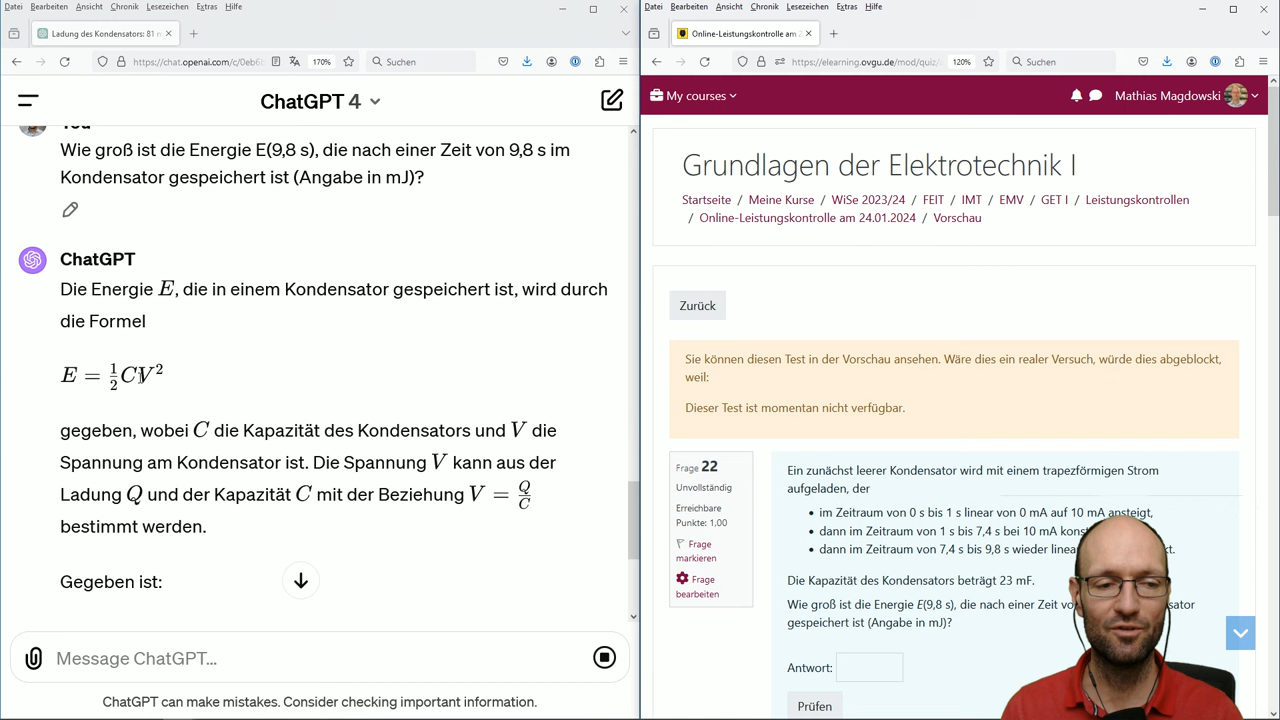 Datei Bearbeiten Ansicht Chronik Lesezeichen Extras Hilfe
Ladung des Kondensators: 81 m
https://chat.openai.com/c/0eb6
170%
Suchen
ChatGPT 4
You
Wie groß ist die Energie E(9,8 s), die nach einer Zeit von 9,8 s im
Kondensator gespeichert ist (Angabe in mJ)?
ChatGPT
Die Energie E, die in einem Kondensator gespeichert ist, wird durch
die Formel
E = 1/2 CV²
gegeben, wobei C die Kapazität des Kondensators und V die
Spannung am Kondensator ist. Die Spannung V kann aus der
Ladung Q und der Kapazität C mit der Beziehung V = Q/C
bestimmt werden.
Gegeben ist:
Message ChatGPT...
ChatGPT can make mistakes. Consider checking important information.
Datei Bearbeiten Ansicht Chronik Lesezeichen Extras Hilfe
Online-Leistungskontrolle am 2
https://elearning.ovgu.de/mod/quiz/
120%
Suchen
My courses
Mathias Magdowski
Grundlagen der Elektrotechnik I
Startseite / Meine Kurse / WiSe 2023/24 / FEIT / IMT / EMV / GET I / Leistungskontrollen
/ Online-Leistungskontrolle am 24.01.2024 / Vorschau
Zurück
Sie können diesen Test in der Vorschau ansehen. Wäre dies ein realer Versuch, würde dies abgeblockt,
weil:
Dieser Test ist momentan nicht verfügbar.
Frage 22
Unvollständig
Erreichbare
Punkte: 1,00
Frage
markieren
Frage
bearbeiten
Ein zunächst leerer Kondensator wird mit einem trapezförmigen Strom
aufgeladen, der
• im Zeitraum von 0 s bis 1 s linear von 0 mA auf 10 mA ansteigt,
• dann im Zeitraum von 1 s bis 7,4 s bei 10 mA
• dann im Zeitraum von 7,4 s bis 9,8 s wieder
Die Kapazität des Kondensators beträgt 23 mF.
Wie groß ist die Energie E(9,8 s), die nach einer Zeit
gespeichert ist (Angabe in mJ)?
Antwort:
Prüfen